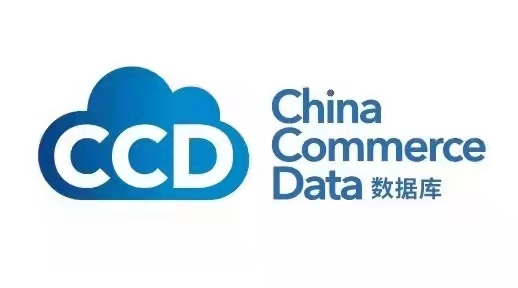 CCD
China
Commerce
Data 数据库